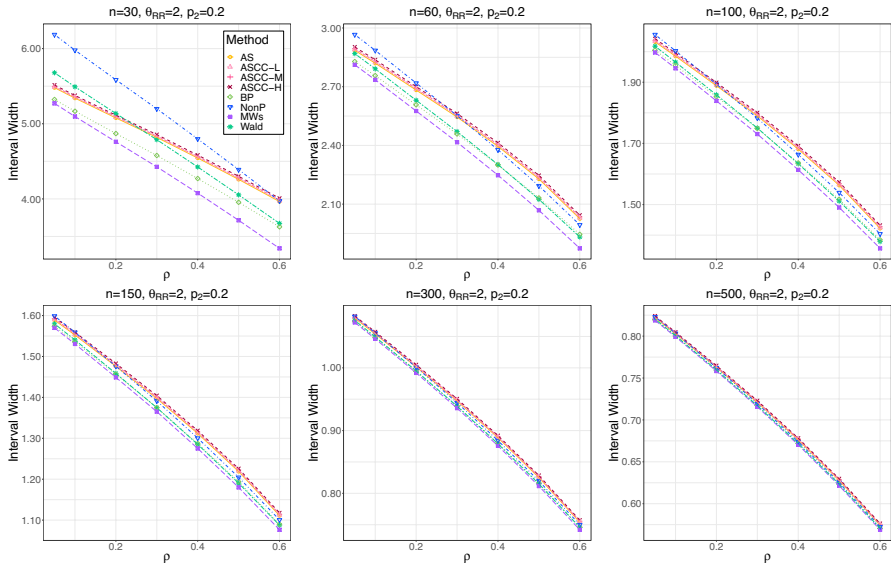 n=30, θRR=2, p2=0.2
n=60, θRR=2, p2=0.2
n=100, θRR=2, p2=0.2
Interval Width
6.00
5.00
4.00
0.2
0.4
0.6
ρ
Method
AS
ASCC-L
ASCC-M
ASCC-H
BP
NonP
MWs
Wald
Interval Width
3.00
2.70
2.40
2.10
0.2
0.4
0.6
ρ
Interval Width
1.90
1.70
1.50
0.2
0.4
0.6
ρ
n=150, θRR=2, p2=0.2
n=300, θRR=2, p2=0.2
n=500, θRR=2, p2=0.2
Interval Width
1.60
1.50
1.40
1.30
1.20
1.10
0.2
0.4
0.6
ρ
Interval Width
1.00
0.90
0.80
0.2
0.4
0.6
ρ
Interval Width
0.80
0.75
0.70
0.65
0.60
0.2
0.4
0.6
ρ